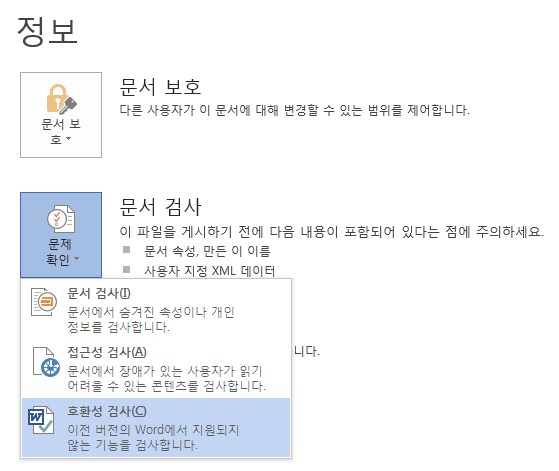 정보
문서 보호
다른 사용자가 이 문서에 대해 변경할 수 있는 범위를 제어합니다.
문서 보
호
문서 검사
이 파일을 게시하기 전에 다음 내용이 포함되어 있다는 점에 주의하세요.
문제
확인
문서 속성, 만든 이 이름
사용자 지정 XML 데이터
문서 검사(I)
문서에서 숨겨진 속성이나 개인
정보를 검사합니다.
습니다.
접근성 검사(A)
문서에서 장애가 있는 사용자가 읽기
어려울 수 있는 콘텐츠를 검사합니다.
호환성 검사(C)
이전 버전의 Word에서 지원되지
않는 기능을 검사합니다.